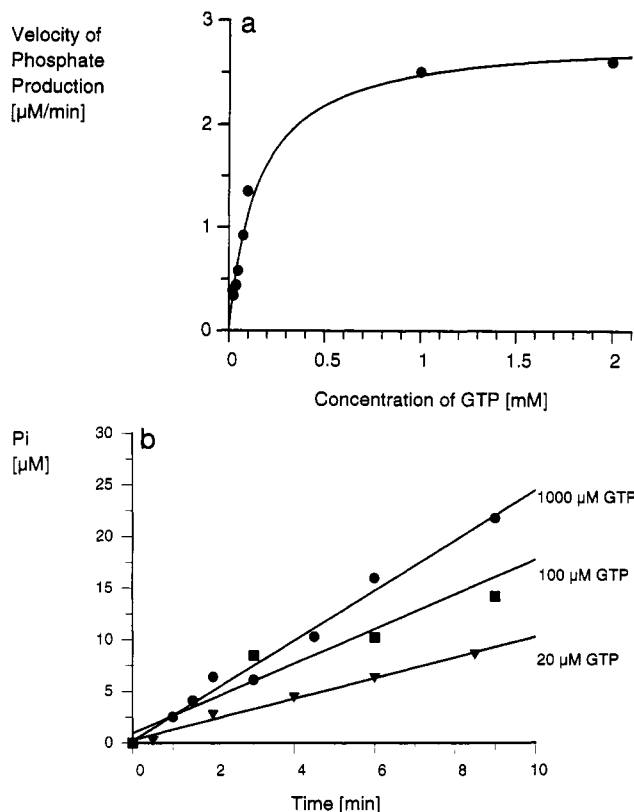 Velocity of
Phosphate
Production
[µM/min]
a
3
2
1
0
0 0.5 1 1.5 2
Concentration of GTP [mM]
Pi
[µM]
b
30
25
20
15
10
5
0
0 2 4 6 8 10
1000 µM GTP
100 µM GTP
20 µM GTP
Time [min]